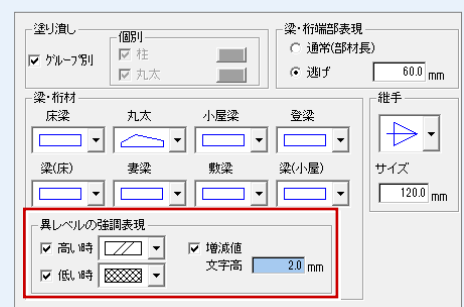 塗り潰し
グループ別
個別
柱
丸太
梁・桁端部表現
通常(部材長)
逃げ 60.0 mm
梁・桁材
床梁 丸太 小屋梁 登梁
梁(床) 妻梁 敷梁 梁(小屋)
継手
サイズ
120.0 mm
異レベルの強調表現
高い時
低い時
増減値
文字高 2.0 mm